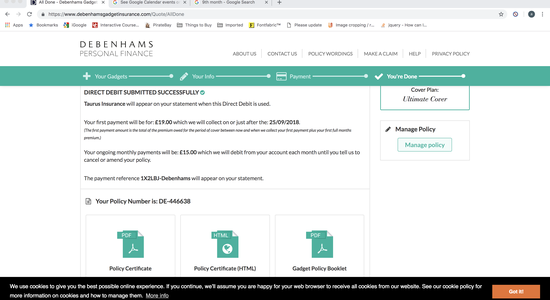 All Done - Debenhams Gadget
See Google Calendar events o
8th month - Google Search
https://www.debenhamsgadgetinsurance.com/Quote/AllDone
Apps
Bookmarks
iGoogle
Interactive Course...
PirateBay
Things to Buy
Imported
Fontifabric™
Please Update
Image cropping / r...
jQuery - How can I...
DEBENHAMS
PERSONAL FINANCE
ABOUT US
CONTACT US
POLICY WORDINGS
MAKE A CLAIM
HELP
PRIVACY POLICY
Your Gadgets
Your Info
Payment
You're Done
DIRECT DEBIT SUBMITTED SUCCESSFULLY
Taurus Insurance will appear on your statement when this Direct Debit is used.
Your first payment will be for: £19.00 which we will collect on or just after the: 25/09/2018.
(The first payment amount is the total of the premium owed for the period of cover between now and when we collect your first payment plus your first full months
premium.)
Your ongoing monthly payments will be: £15.00 which we will debit from your account each month until you tell us to
cancel or amend your policy.
The payment reference 1X2LBJ-Debenhams will appear on your statement.
Cover Plan:
Ultimate Cover
Manage Policy
Manage policy
Your Policy Number is: DE-446638
PDF
Policy Certificate
HTML
Policy Certificate (HTML)
PDF
Gadget Policy Booklet
We use cookies to give you the best possible online experience. If you continue, we'll assume you are happy for your web browser to receive all cookies from our website. See our cookie policy for
more information on cookies and how to manage them. More info
Got it!